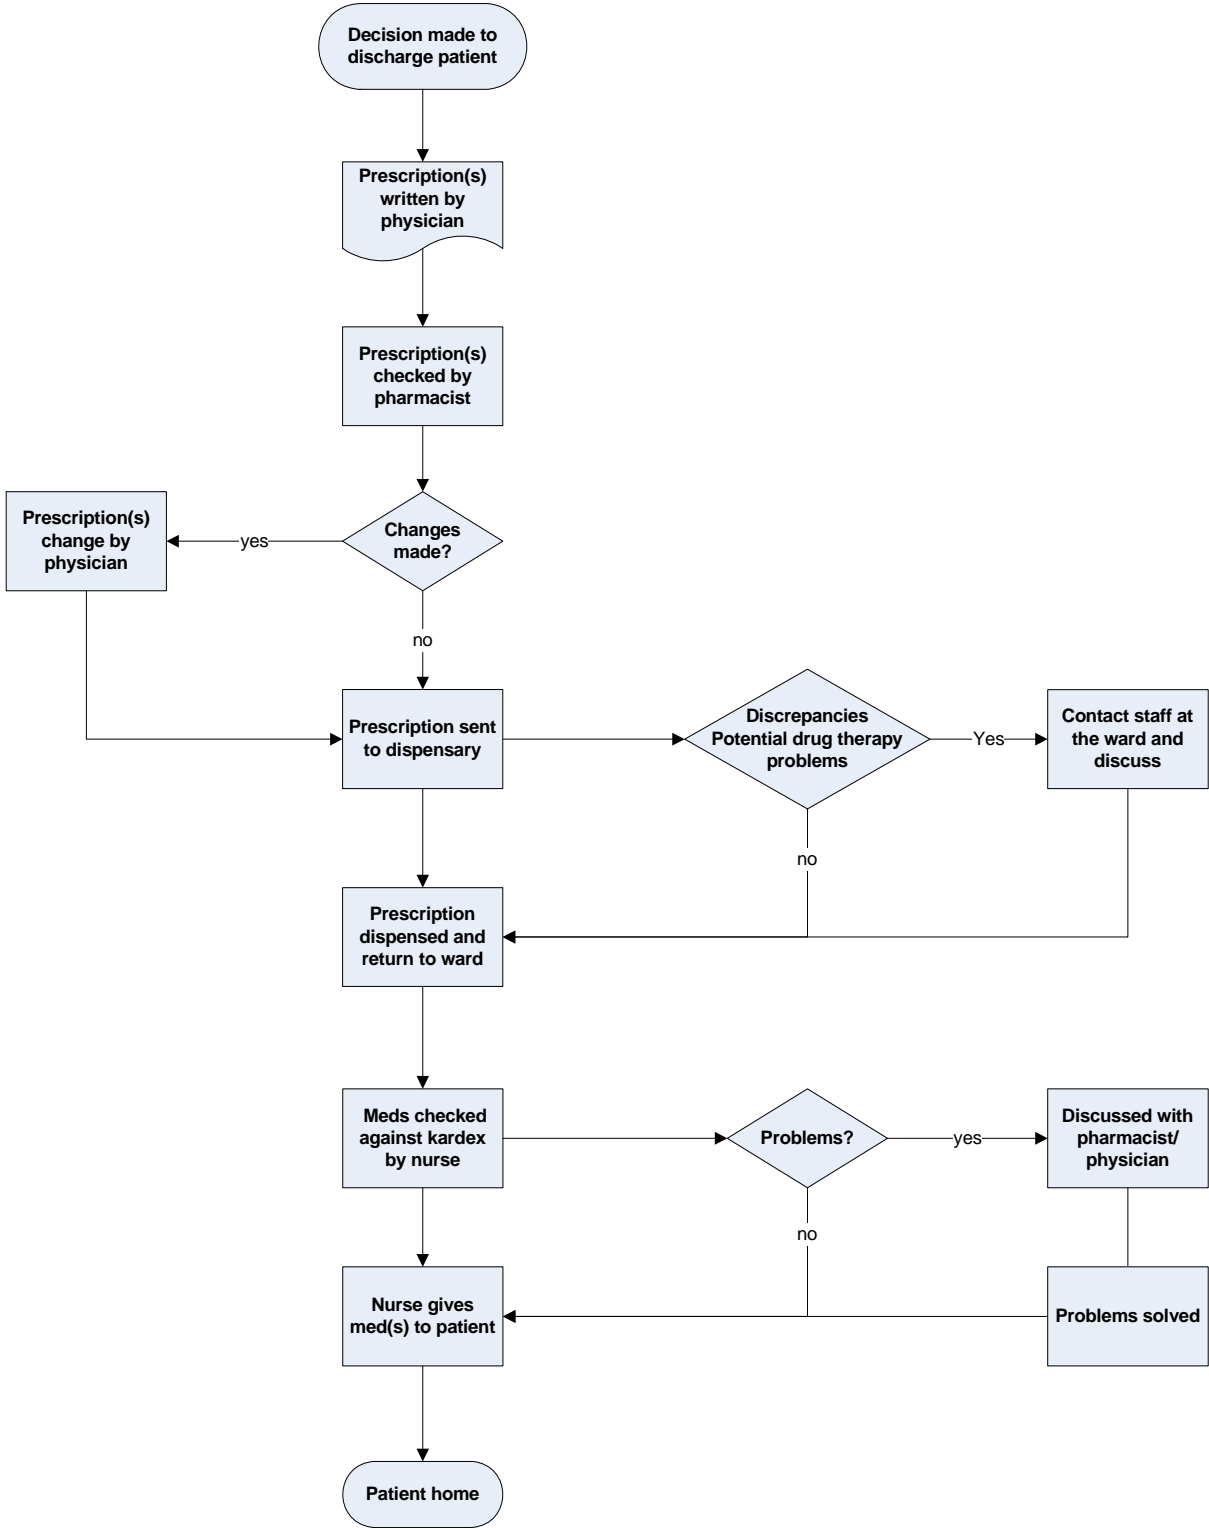 Decision made to
discharge patient
Prescription(s)
written by
physician
Prescription(s)
checked by
pharmacist
Prescription(s)
change by
physician
yes
Changes
made?
no
Prescription sent
to dispensary
Discrepancies
Potential drug therapy
problems
Yes
Contact staff at
the ward and
discuss
no
Prescription
dispensed and
return to ward
Meds checked
against kardex
by nurse
Problems?
yes
Discussed with
pharmacist/
physician
no
Nurse gives
med(s) to patient
Problems solved
Patient home